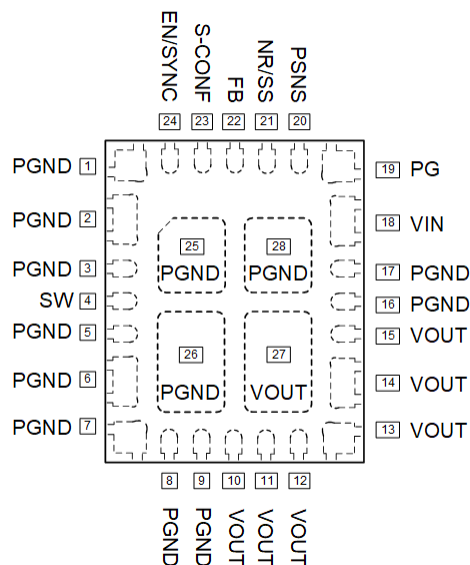 EN/SYNC
S-CONF
FB
NR/SS
PSNS
24
23
22
21
20
PGND 1
19 PG
PGND 2
18 VIN
25
PGND
28
PGND
PGND 3
17 PGND
SW 4
16 PGND
PGND 5
15 VOUT
26
PGND
27
VOUT
PGND 6
14 VOUT
PGND 7
13 VOUT
8
9
10
11
12
PGND
PGND
VOUT
VOUT
VOUT